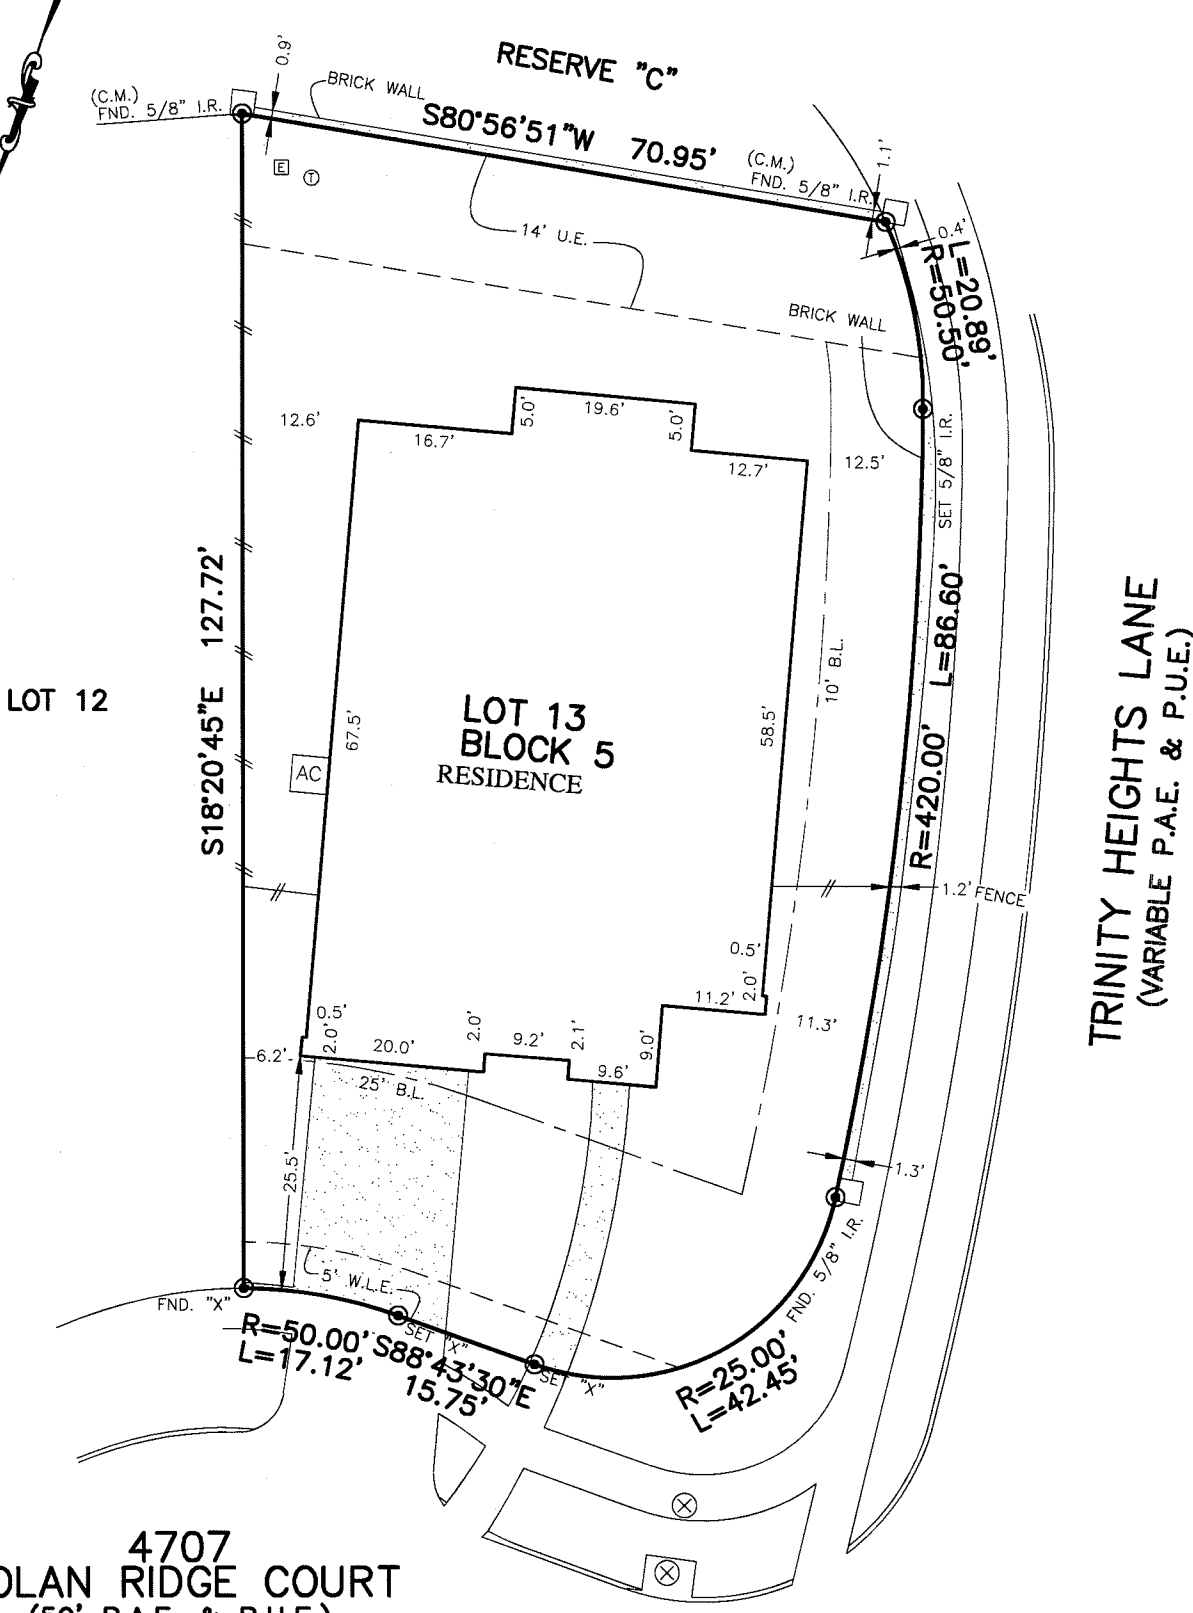 RESERVE "C"
0.9'
BRICK WALL
(C.M.)
FND. 5/8" I.R.
S80°56'51"W 70.95'
(C.M.)
FND. 5/8" I.R.
1.1'
E
T
14' U.E.
0.4'
L=20.89'
R=50.50'
BRICK WALL
12.6'
16.7'
5.0'
19.6'
5.0'
12.7'
12.5'
SET 5/8" I.R.
S18°20'45"E 127.72'
LOT 12
67.5'
AC
LOT 13
BLOCK 5
RESIDENCE
58.5'
10' B.L.
R=420.00' L=86.60'
TRINITY HEIGHTS LANE
(VARIABLE P.A.E. & P.U.E.)
1.2' FENCE
0.5'
2.0'
11.2'
11.3'
0.5'
2.0'
20.0'
2.0'
9.2'
2.1'
9.6'
9.0'
6.2'
25' B.L.
25.5'
1.3'
5' W.L.E.
FND. 5/8" I.R.
FND. "X"
SET "X"
SET "X"
R=50.00'
L=17.12'
S88°43'30"E
15.75'
R=25.00'
L=42.45'
4707
OLAN RIDGE COURT
(50' P.A.E. & P.U.E.)